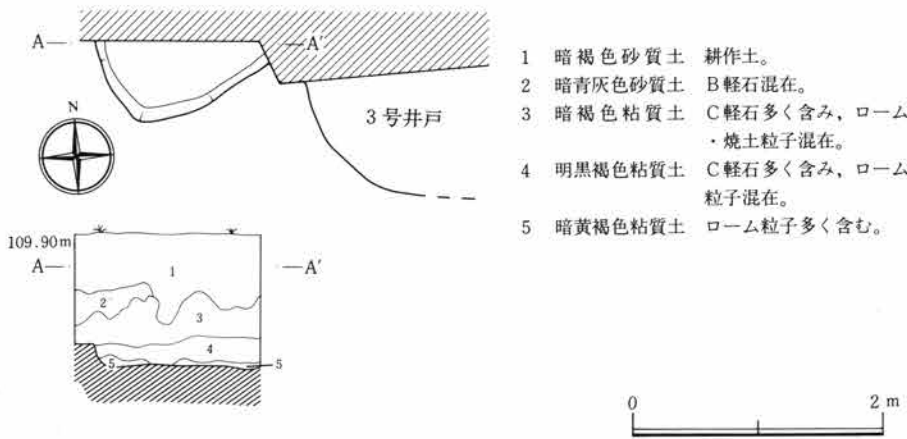 A A'
3号井戸
N
109.90m
A A'
1
2
3
4
5 5
1 暗褐色砂質土 耕作土。
2 暗青灰色砂質土 B軽石混在。
3 暗褐色粘質土 C軽石多く含み，ローム
・焼土粒子混在。
4 明黒褐色粘質土 C軽石多く含み，ローム
粒子混在。
5 暗黄褐色粘質土 ローム粒子多く含む。
0 2 m